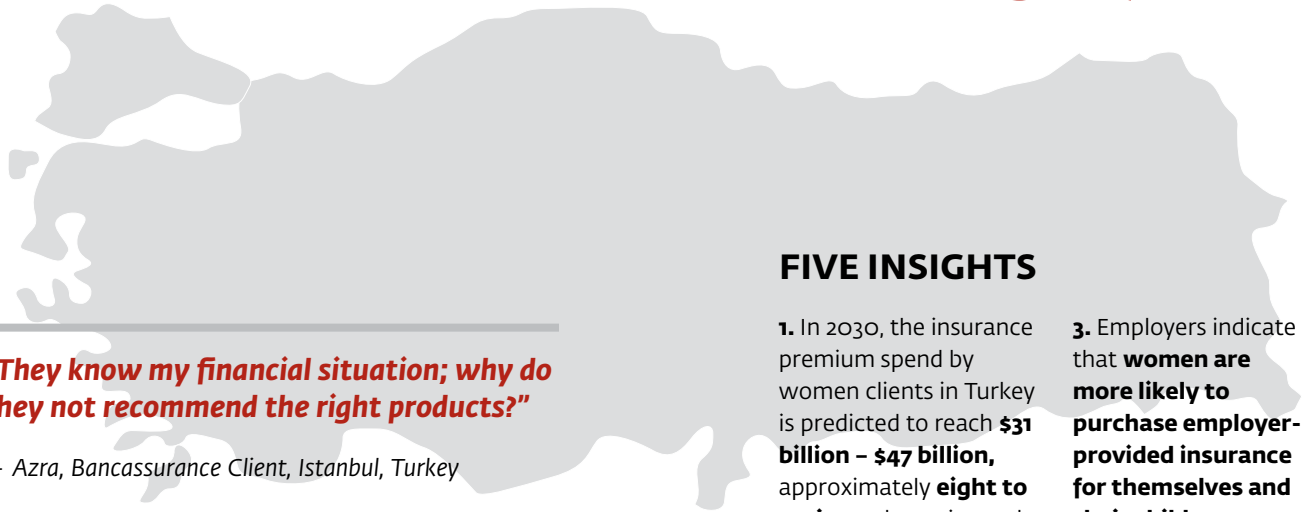 FIVE INSIGHTS
They know my financial situation; why do
hey not recommend the right products?”
– Azra, Bancassurance Client, Istanbul, Turkey
1. In 2030, the insurance
premium spend by
women clients in Turkey
is predicted to reach $31
billion – $47 billion,
approximately eight to
3. Employers indicate
that women are
more likely to
purchase employer-
provided insurance
for themselves and